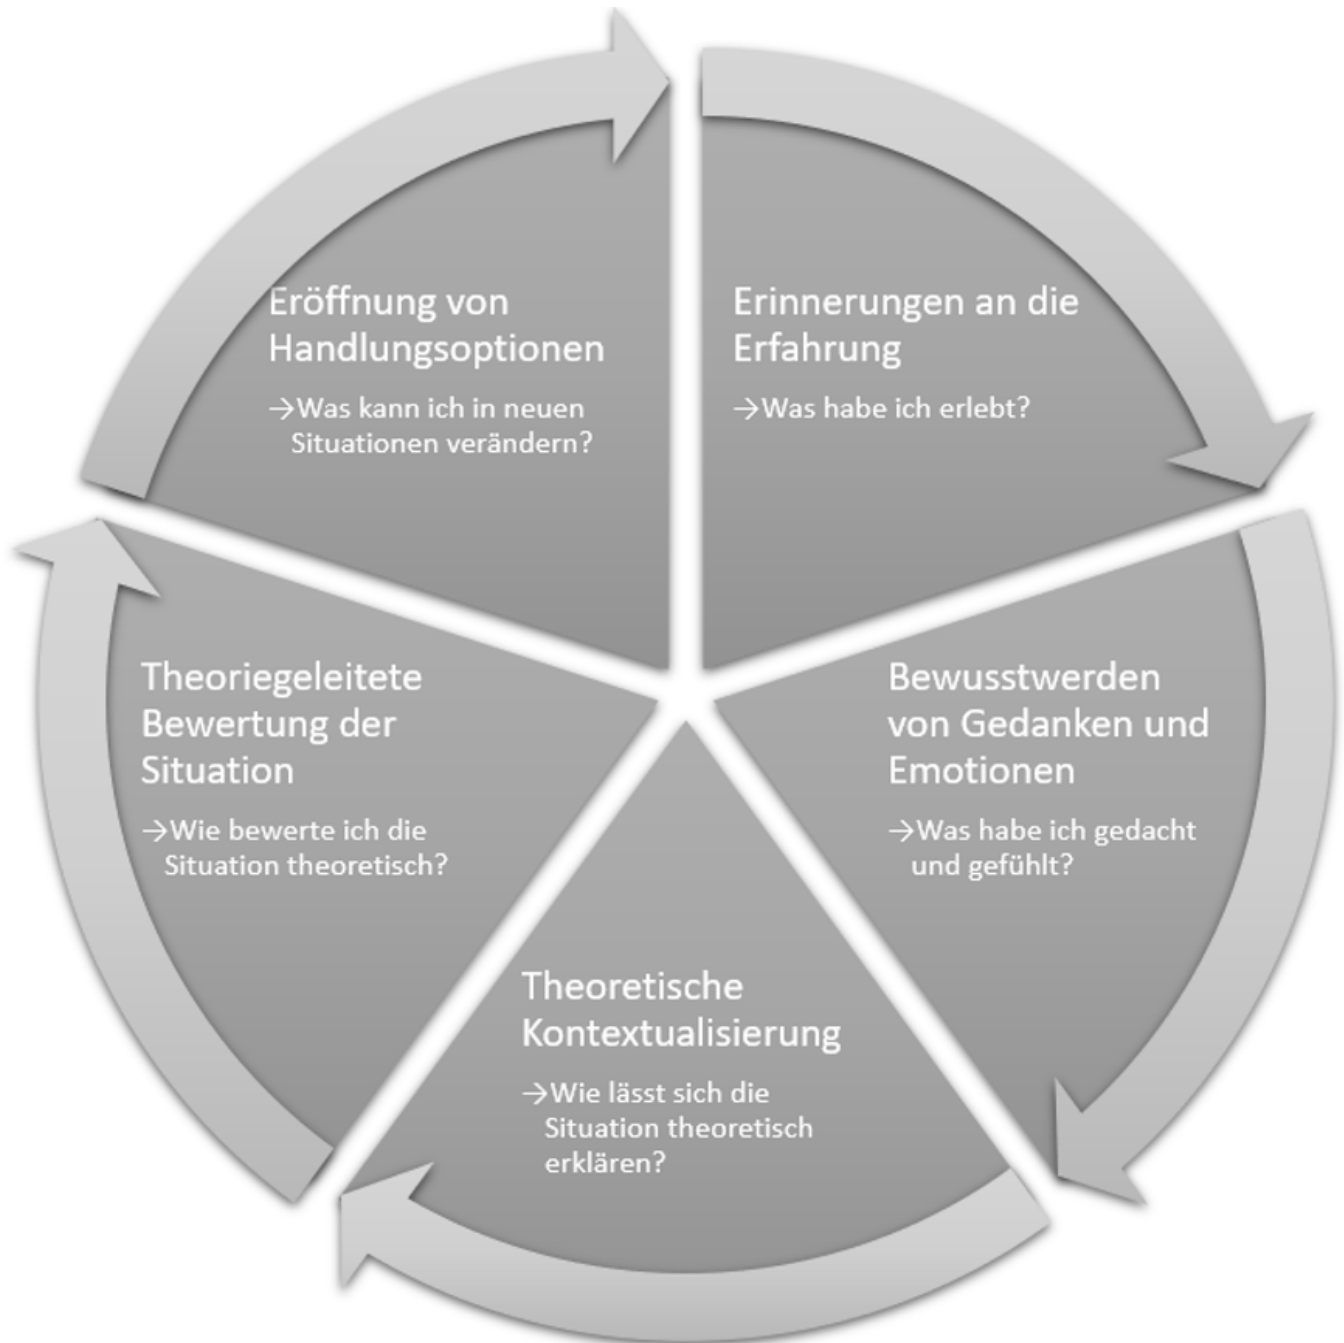 Erinnerungen an die
Erfahrung
→Was habe ich erlebt?
Bewusstwerden
von Gedanken und
Emotionen
→Was habe ich gedacht
und gefühlt?
Theoretische
Kontextualisierung
→Wie lässt sich die
Situation theoretisch
erklären?
Theoriegeleitete
Bewertung der
Situation
→Wie bewerte ich die
Situation theoretisch?
Eröffnung von
Handlungsoptionen
→Was kann ich in neuen
Situationen verändern?